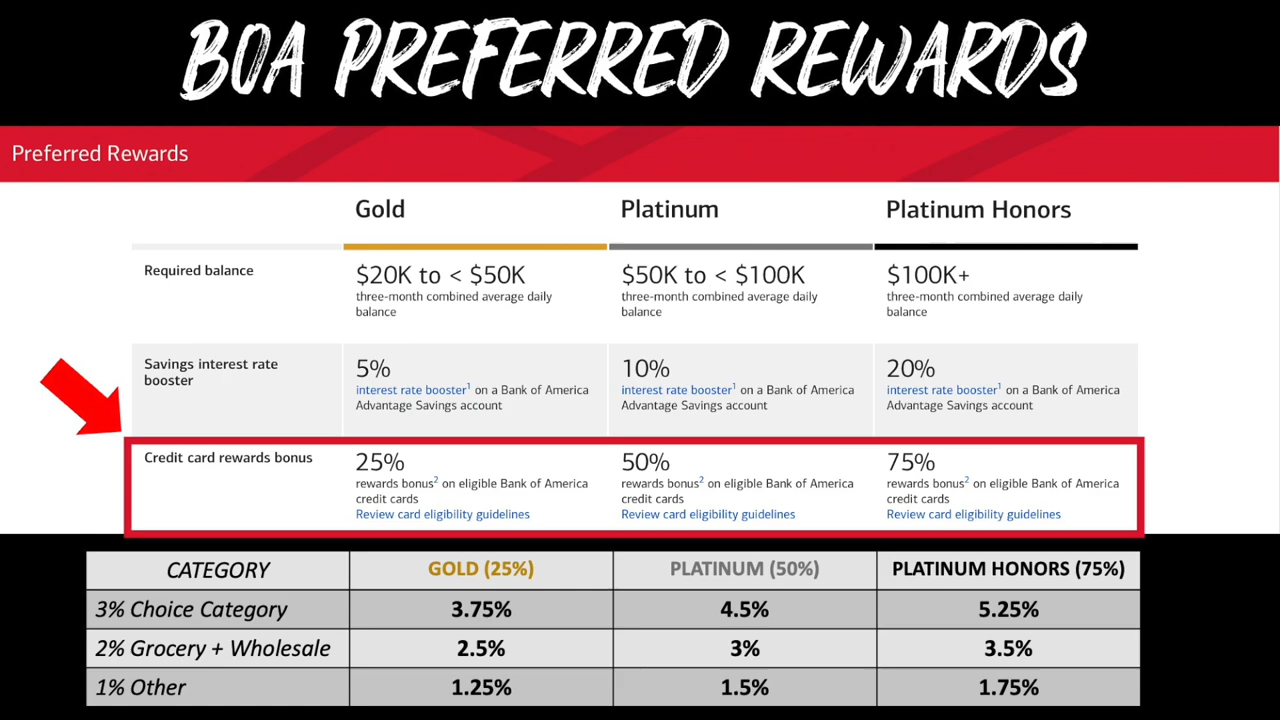 BOA PREFERRED REWARDS
Preferred Rewards
Gold Platinum Platinum Honors
Required balance
$20K to < $50K
three-month combined average daily
balance
$50K to < $100K
three-month combined average daily
balance
$100K+
three-month combined average daily
balance
Savings interest rate
booster
5%
interest rate booster1 on a Bank of America
Advantage Savings account
10%
interest rate booster1 on a Bank of America
Advantage Savings account
20%
interest rate booster1 on a Bank of America
Advantage Savings account
Credit card rewards bonus
25%
rewards bonus2 on eligible Bank of America
credit cards
Review card eligibility guidelines
50%
rewards bonus2 on eligible Bank of America
credit cards
Review card eligibility guidelines
75%
rewards bonus2 on eligible Bank of America
credit cards
Review card eligibility guidelines
CATEGORY GOLD (25%) PLATINUM (50%) PLATINUM HONORS (75%)
3% Choice Category 3.75% 4.5% 5.25%
2% Grocery + Wholesale 2.5% 3% 3.5%
1% Other 1.25% 1.5% 1.75%